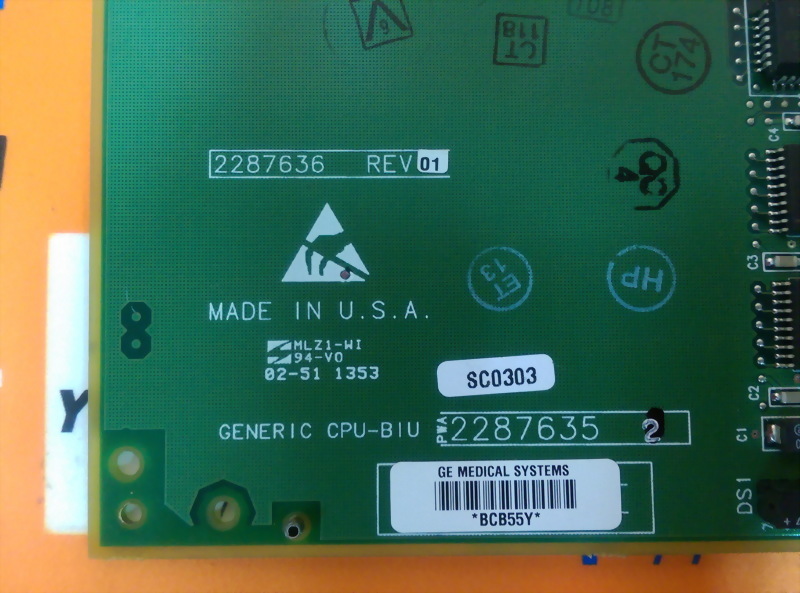 CT
118
CT
174
2287636 REV 01
C4
C3
ET
13
HP
MADE IN U.S.A.
MLZ1-WI
94-V0
02-51 1353
SC0303
C2
GENERIC CPU-BIU PWA 2287635 2
C1
GE MEDICAL SYSTEMS
*BCB55Y*
DS1
Y